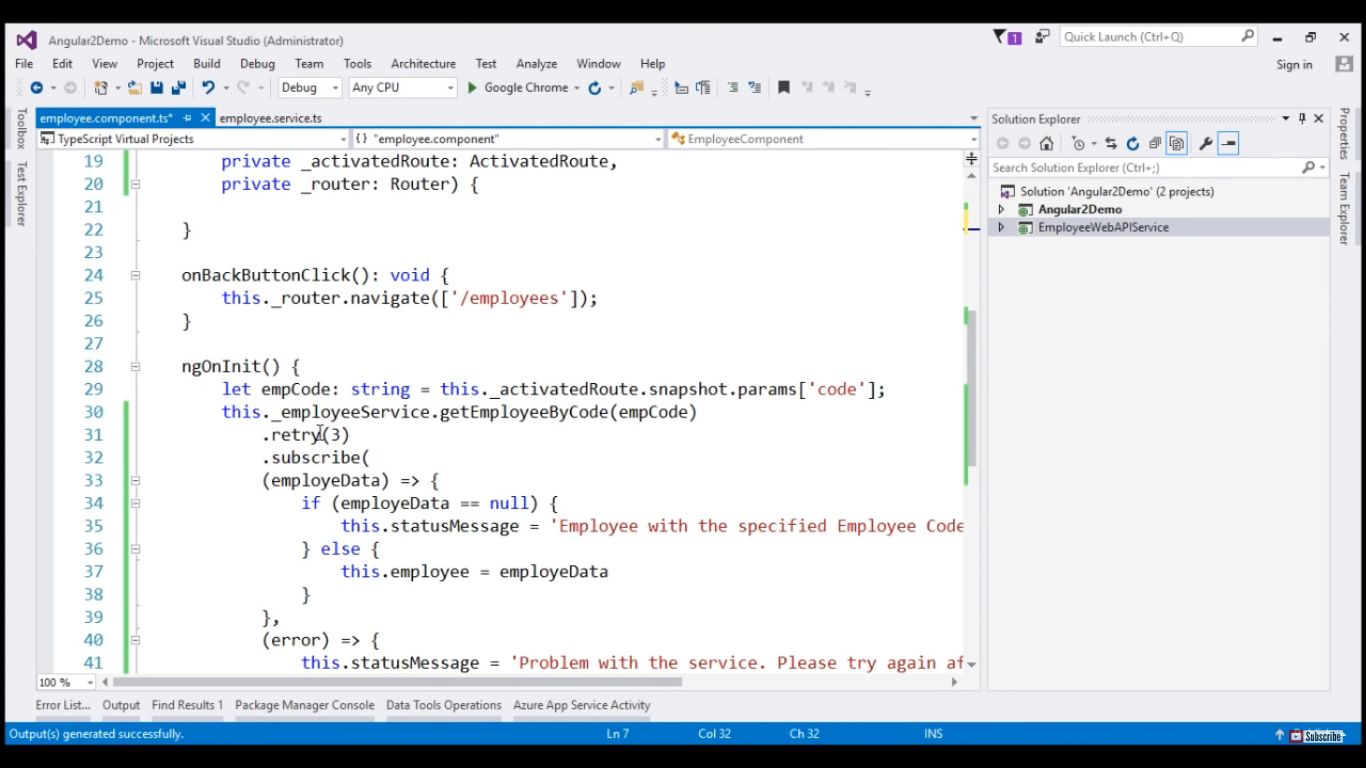 Angular2Demo - Microsoft Visual Studio (Administrator)
1
Quick Launch (Ctrl+Q)
File Edit View Project Build Debug Team Tools Architecture Test Analyze Window Help
Sign in
Debug Any CPU Google Chrome
Toolbox
Test Explorer
employee.component.ts* employee.service.ts
TypeScript Virtual Projects {} "employee.component" EmployeeComponent
19 private _activatedRoute: ActivatedRoute,
20 private _router: Router) {
21
22 }
23
24 onBackButtonClick(): void {
25 this._router.navigate(['/employees']);
26 }
27
28 ngOnInit() {
29 let empCode: string = this._activatedRoute.snapshot.params['code'];
30 this._employeeService.getEmployeeByCode(empCode)
31 .retry(3)
32 .subscribe(
33 (employeData) => {
34 if (employeData == null) {
35 this.statusMessage = 'Employee with the specified Employee Code
36 } else {
37 this.employee = employeData
38 }
39 },
40 (error) => {
41 this.statusMessage = 'Problem with the service. Please try again af
100 %
Solution Explorer
Search Solution Explorer (Ctrl+;)
Solution 'Angular2Demo' (2 projects)
Angular2Demo
EmployeeWebAPIService
Properties
Team Explorer
Error List... Output Find Results 1 Package Manager Console Data Tools Operations Azure App Service Activity
Output(s) generated successfully. Ln 7 Col 32 Ch 32 INS
Subscribe